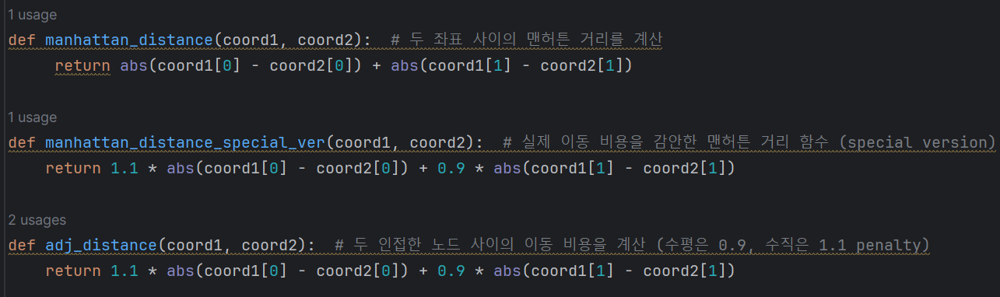 1 usage
def manhattan_distance(coord1, coord2):  # 두 좌표 사이의 맨허튼 거리를 계산
     return abs(coord1[0] - coord2[0]) + abs(coord1[1] - coord2[1])
1 usage
def manhattan_distance_special_ver(coord1, coord2):  # 실제 이동 비용을 감안한 맨허튼 거리 함수 (special version)
    return 1.1 * abs(coord1[0] - coord2[0]) + 0.9 * abs(coord1[1] - coord2[1])
2 usages
def adj_distance(coord1, coord2):  # 두 인접한 노드 사이의 이동 비용을 계산 (수평은 0.9, 수직은 1.1 penalty)
    return 1.1 * abs(coord1[0] - coord2[0]) + 0.9 * abs(coord1[1] - coord2[1])